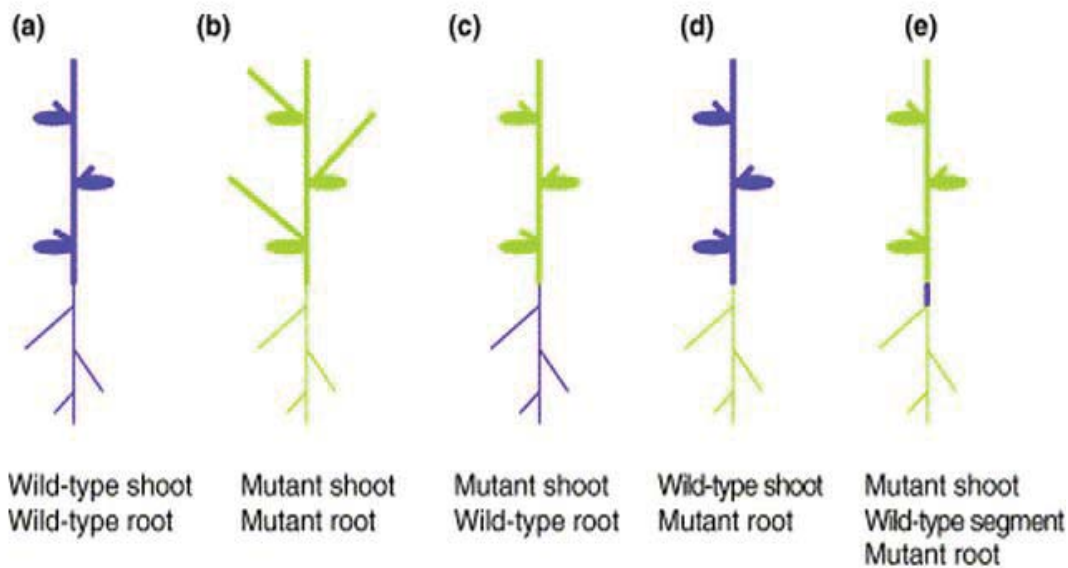 (a) (b) (c) (d) (e)
Wild-type shoot
Wild-type root
Mutant shoot
Mutant root
Mutant shoot
Wild-type root
Wild-type shoot
Mutant root
Mutant shoot
Wild-type segment
Mutant root